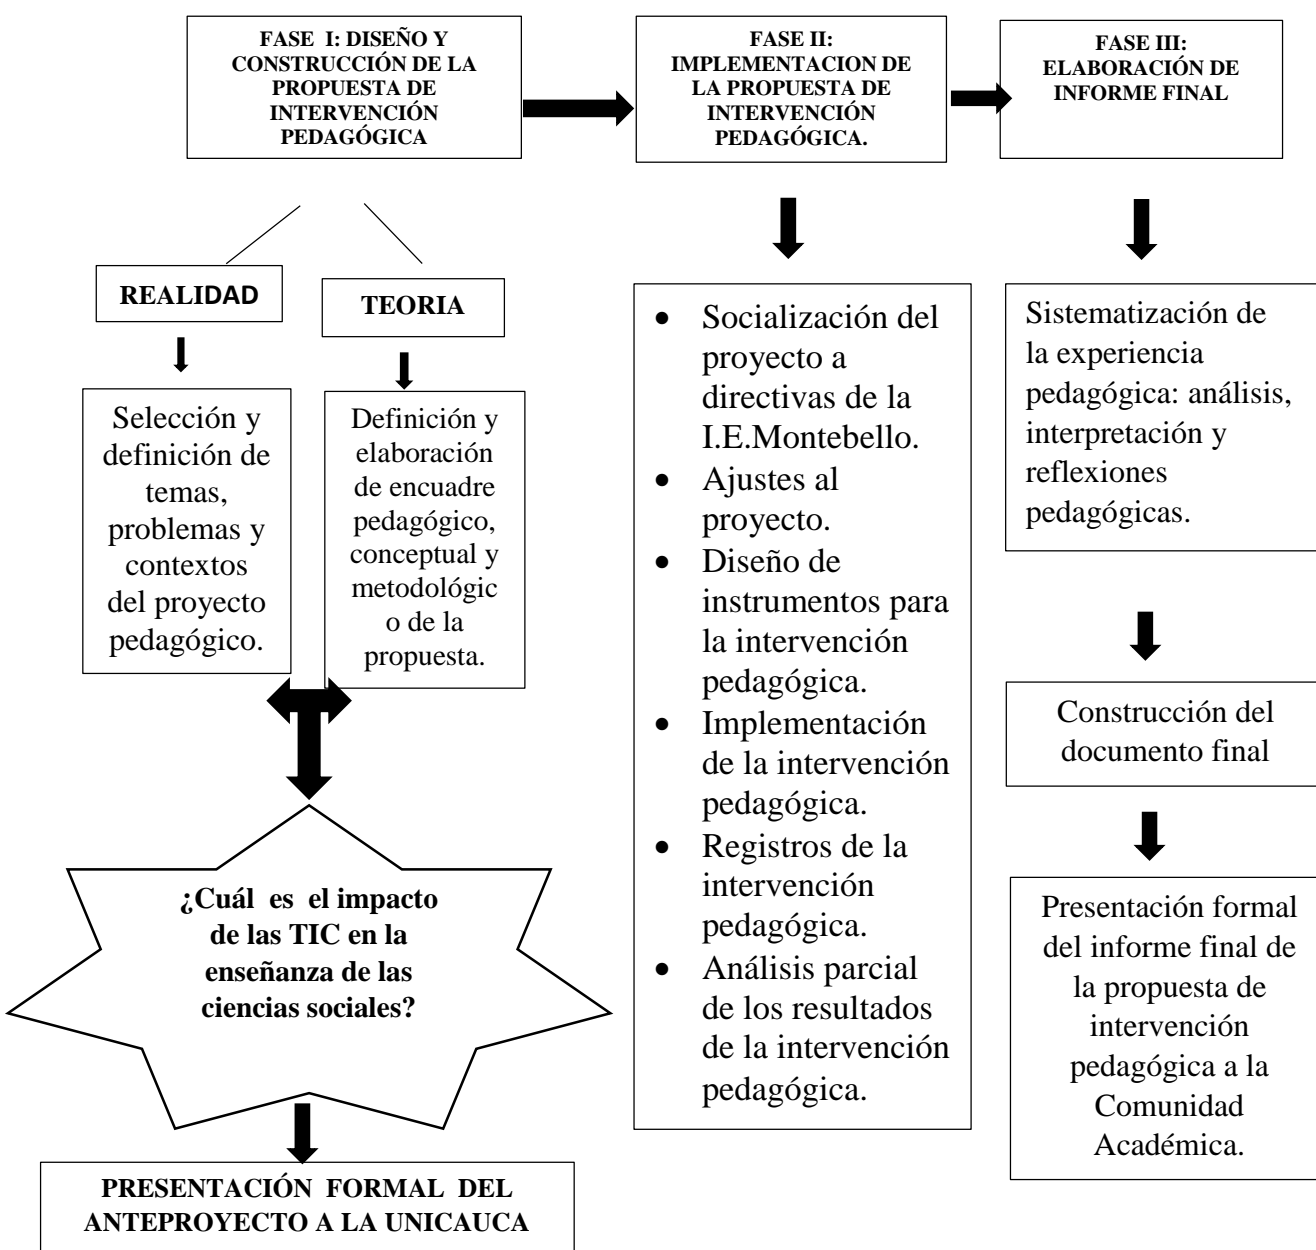 FASE I: DISEÑO Y
CONSTRUCCIÓN DE LA
PROPUESTA DE
INTERVENCIÓN
PEDAGÓGICA
FASE II:
IMPLEMENTACION DE
LA PROPUESTA DE
INTERVENCIÓN
PEDAGÓGICA.
FASE III:
ELABORACIÓN DE
INFORME FINAL
REALIDAD
TEORIA
Selección y
definición de
temas,
problemas y
contextos
del proyecto
pedagógico.
Definición y
elaboración
de encuadre
pedagógico,
conceptual y
metodológic
o de la
propuesta.
¿Cuál es el impacto
de las TIC en la
enseñanza de las
ciencias sociales?
PRESENTACIÓN FORMAL DEL
ANTEPROYECTO A LA UNICAUCA
• Socialización del
proyecto a
directivas de la
I.E.Montebello.
• Ajustes al
proyecto.
• Diseño de
instrumentos para
la intervención
pedagógica.
• Implementación
de la intervención
pedagógica.
• Registros de la
intervención
pedagógica.
• Análisis parcial
de los resultados
de la intervención
pedagógica.
Sistematización de
la experiencia
pedagógica: análisis,
interpretación y
reflexiones
pedagógicas.
Construcción del
documento final
Presentación formal
del informe final de
la propuesta de
intervención
pedagógica a la
Comunidad
Académica.